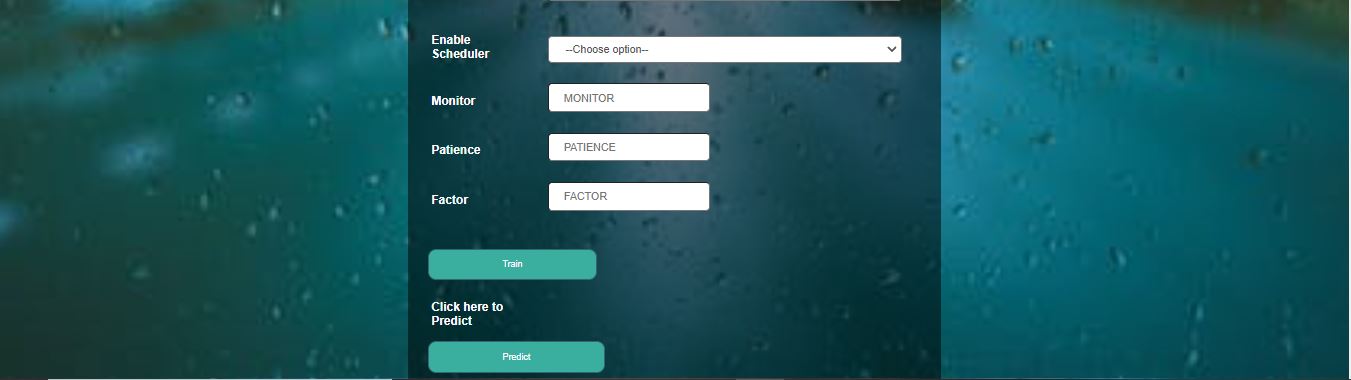 Enable
Scheduler
--Choose option--
Monitor
MONITOR
Patience
PATIENCE
Factor
FACTOR
Train
Click here to
Predict
Predict